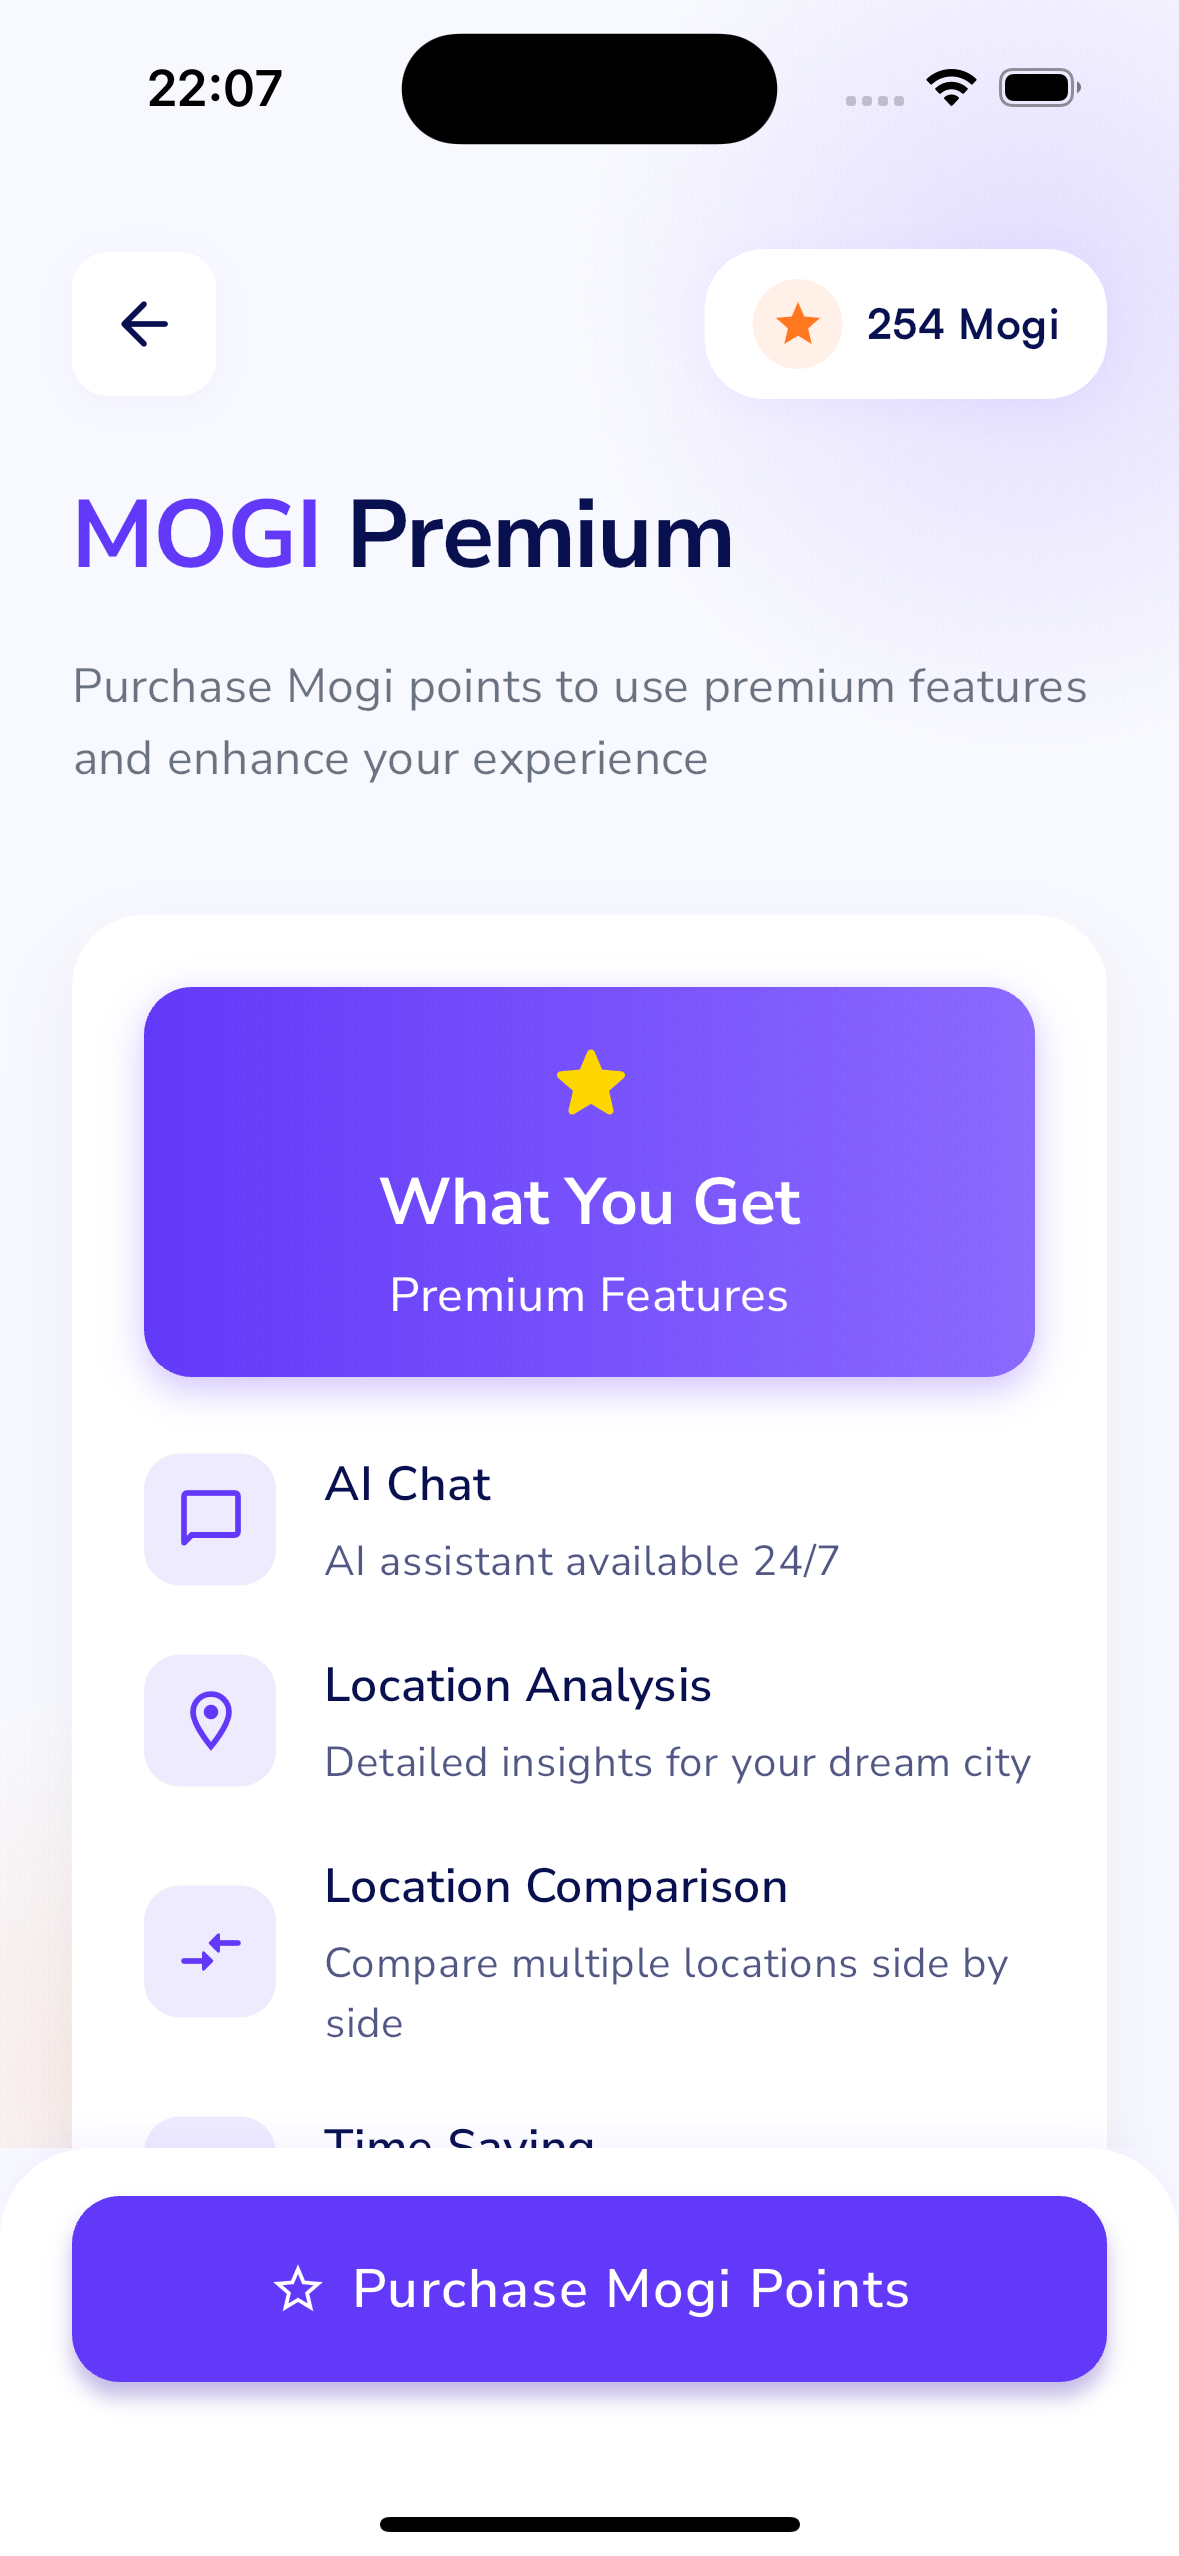 22:07
254 Mogi
MOGI Premium
Purchase Mogi points to use premium features
and enhance your experience
What You Get
Premium Features
AI Chat
AI assistant available 24/7
Location Analysis
Detailed insights for your dream city
Location Comparison
Compare multiple locations side by
side
Time Saving
Purchase Mogi Points